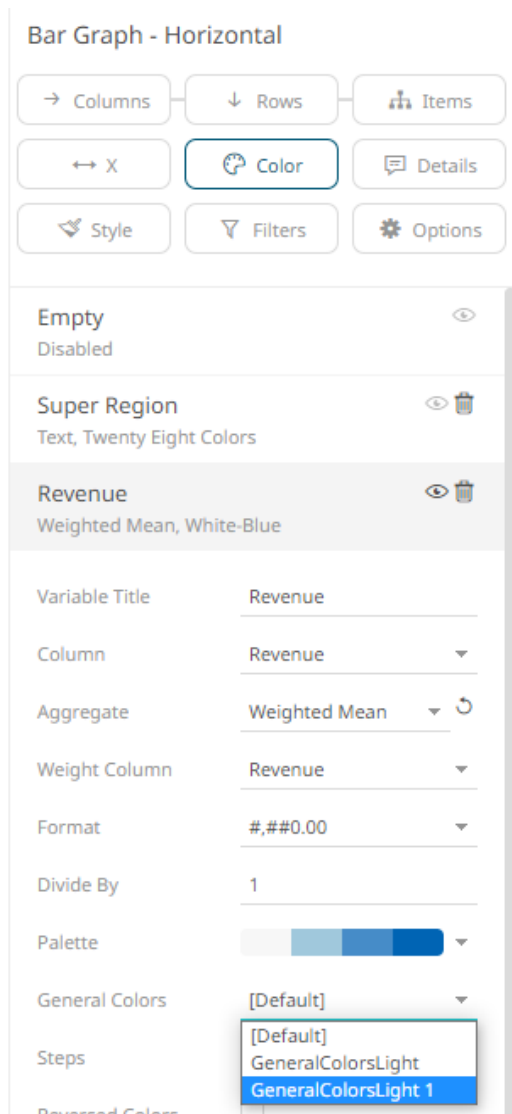 Bar Graph - Horizontal
Columns Rows Items
X Color Details
Style Filters Options
Empty
Disabled
Super Region
Text, Twenty Eight Colors
Revenue
Weighted Mean, White-Blue
Variable Title Revenue
Column Revenue
Aggregate Weighted Mean
Weight Column Revenue
Format #,##0.00
Divide By 1
Palette
General Colors [Default]
[Default]
Steps GeneralColorsLight
GeneralColorsLight 1
Reversed Colors